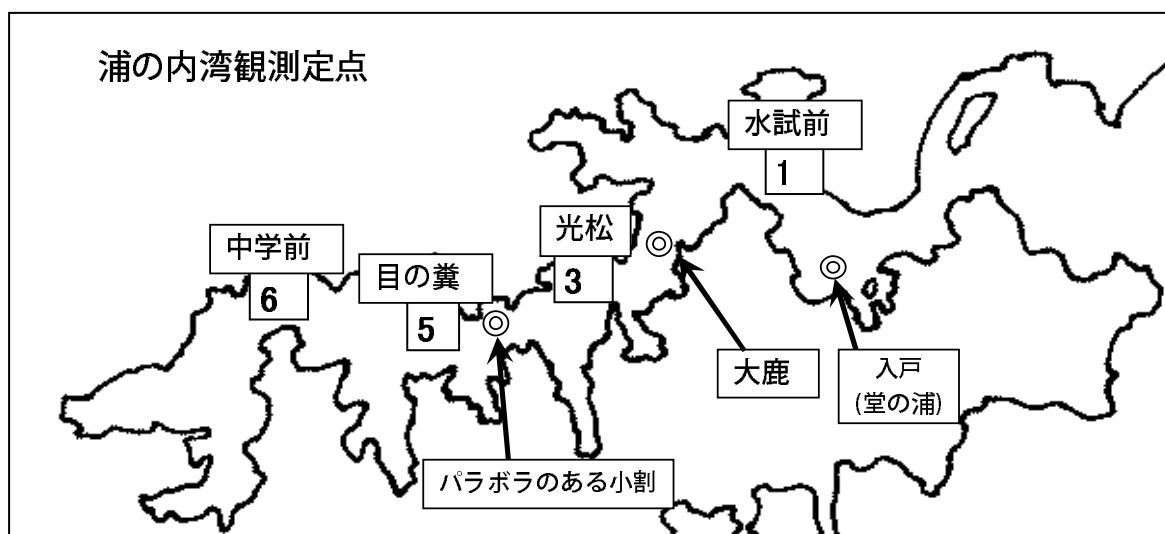 浦の内湾観測定点
水試前
1
光松
3
中学前
6
目の糞
5
大鹿
入戸
(堂の浦)
パラボラのある小割